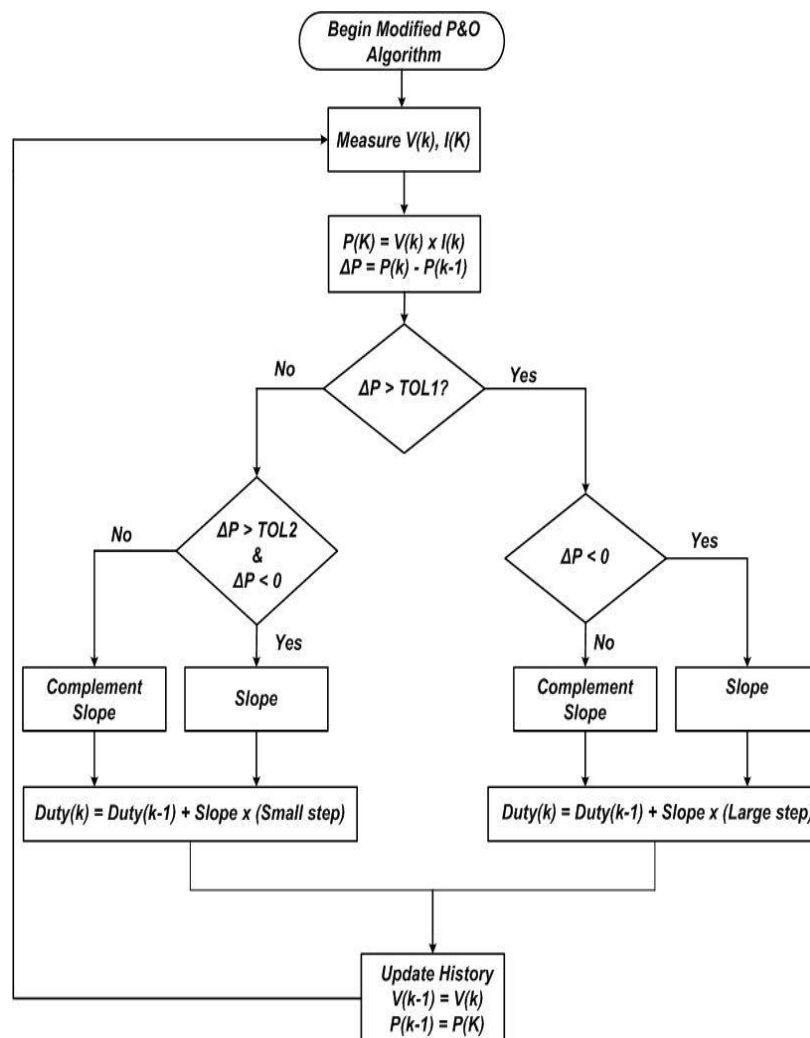 Begin Modified P&O
Algorithm
Measure V(k), I(K)
P(K) = V(k) x I(k)
ΔP = P(k) - P(k-1)
ΔP > TOL1?
No
Yes
ΔP > TOL2
&
ΔP < 0
No
Yes
ΔP < 0
Yes
No
Complement
Slope
Slope
Complement
Slope
Slope
Duty(k) = Duty(k-1) + Slope x (Small step)
Duty(k) = Duty(k-1) + Slope x (Large step)
Update History
V(k-1) = V(k)
P(k-1) = P(K)